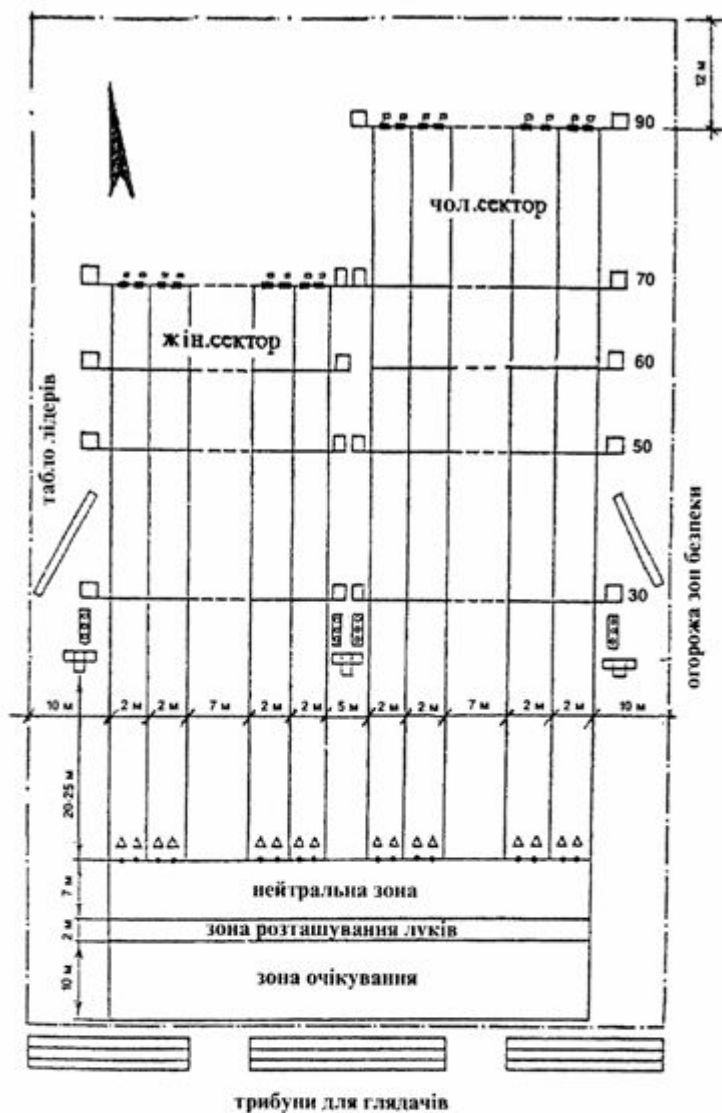 12 м
90
чол.сектор
70
жін.сектор
60
табло лідерів
50
огорожа зон безпеки
30
10 м 2 м 2 м 7 м 2 м 2 м 5 м 2 м 2 м 7 м 2 м 2 м 10 м
20-25 м
7 м
нейтральна зона
2 м
зона розташування луків
10 м
зона очікування
трибуни для глядачів